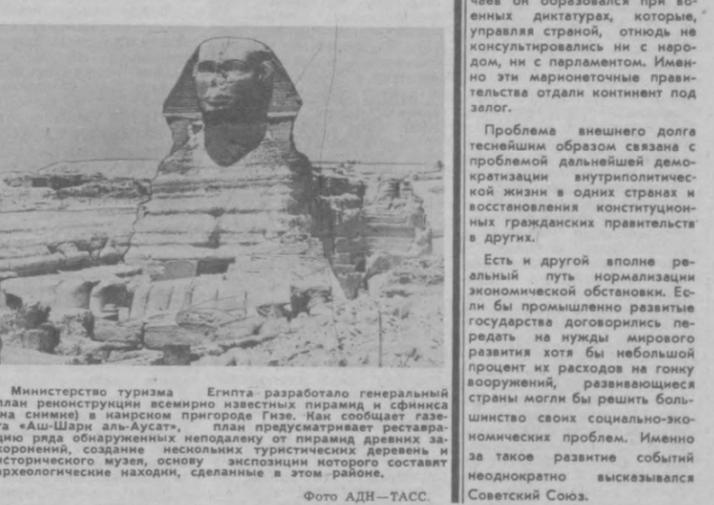 Министерство туризма Египта разработало генеральный
план реконструкции всемирно известных пирамид и сфинкса
(на снимке) в каирском пригороде Гизе. Как сообщает газе-
та «Аш-Шарк аль-Аусат», план предусматривает реставра-
цию ряда обнаруженных неподалеку от пирамид древних за-
хоронений, создание нескольких туристических деревень и
исторического музея, основу экспозиции которого составят
археологические находки, сделанные в этом районе.
Фото АДН—ТАСС.
чаев он образовался при во-
енных диктатурах, которые,
управляя страной, отнюдь не
консультировались ни с наро-
дом, ни с парламентом. Имен-
но эти марионеточные прави-
тельства отдали континент под
залог.
Проблема внешнего долга
теснейшим образом связана с
проблемой дальнейшей демо-
кратизации внутриполитичес-
кой жизни в одних странах и
восстановления конституцион-
ных гражданских правительств
в других.
Есть и другой вполне ре-
альный путь нормализации
экономической обстановки. Ес-
ли бы промышленно развитые
государства договорились пе-
редать на нужды мирового
развития хотя бы небольшой
процент их расходов на гонку
вооружений, развивающиеся
страны могли бы решить боль-
шинство своих социально-эко-
номических проблем. Именно
за такое развитие событий
неоднократно высказывался
Советский Союз.